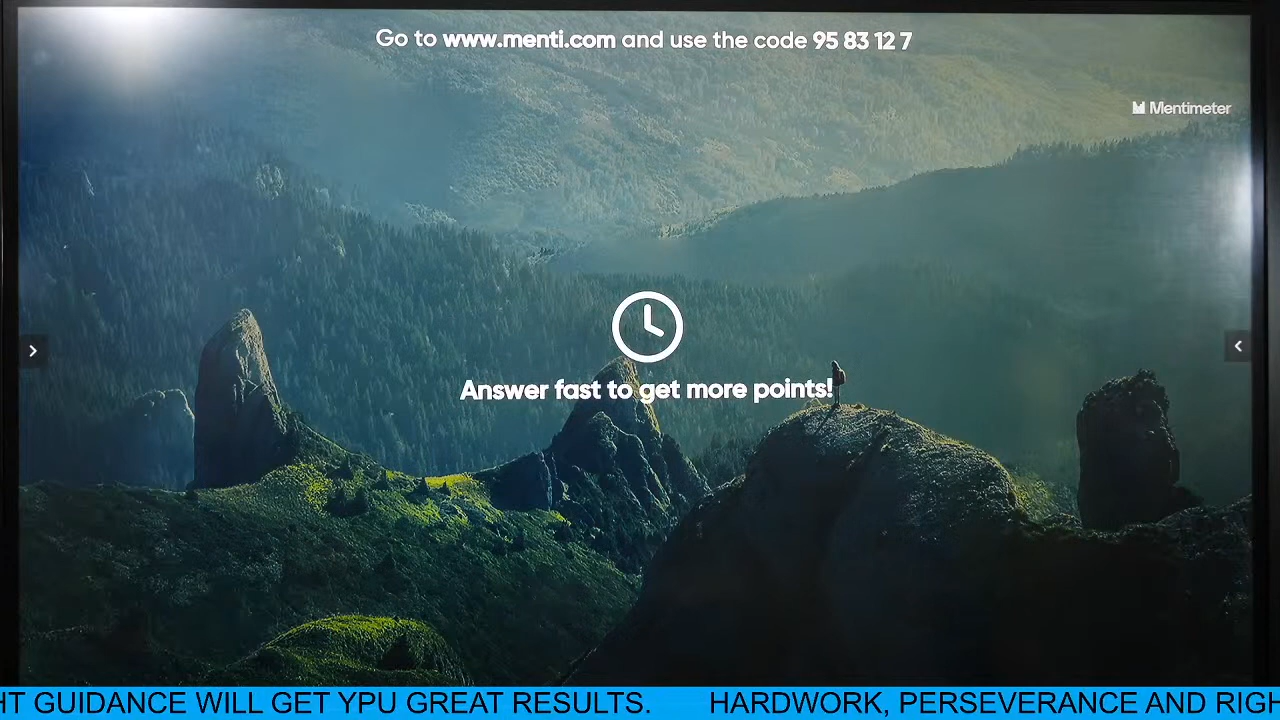 Go to www.menti.com and use the code 95 83 12 7
Mentimeter
Answer fast to get more points!
HT GUIDANCE WILL GET YPU GREAT RESULTS. HARDWORK, PERSEVERANCE AND RIGH